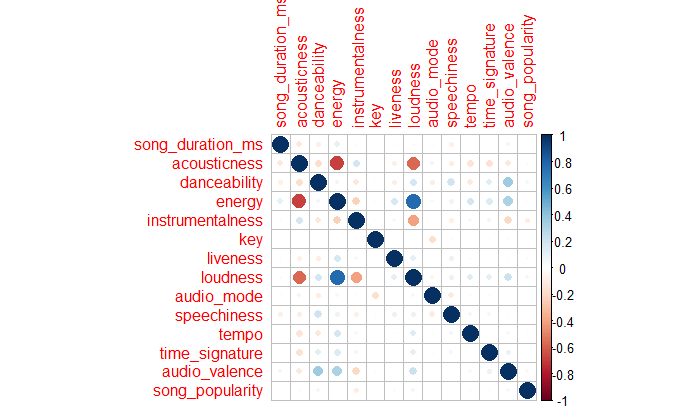 song_duration_ms
acousticness
danceability
energy
instrumentalness
key
liveness
loudness
audio_mode
speechiness
tempo
time_signature
audio_valence
song_popularity
song_duration_ms
acousticness
danceability
energy
instrumentalness
key
liveness
loudness
audio_mode
speechiness
tempo
time_signature
audio_valence
song_popularity
1
0.8
0.6
0.4
0.2
0
-0.2
-0.4
-0.6
-0.8
-1